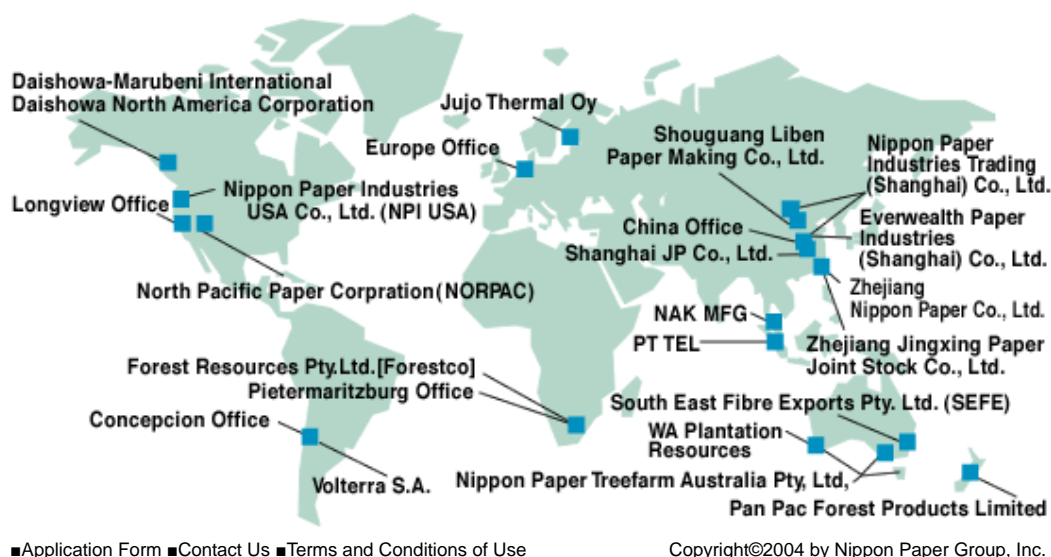 Daishowa-Marubeni International
Daishowa North America Corporation
Jujo Thermal Oy
Europe Office
Shouguang Liben
Paper Making Co., Ltd.
Nippon Paper
Industries Trading
(Shanghai) Co., Ltd.
Longview Office
Nippon Paper Industries
USA Co., Ltd. (NPI USA)
China Office
Shanghai JP Co., Ltd.
Everwealth Paper
Industries
(Shanghai) Co., Ltd.
North Pacific Paper Corpration(NORPAC)
Zhejiang
Nippon Paper Co., Ltd.
NAK MFG
PT TEL
Zhejiang Jingxing Paper
Joint Stock Co., Ltd.
Forest Resources Pty.Ltd.[Forestco]
Pietermaritzburg Office
Concepcion Office
South East Fibre Exports Pty. Ltd. (SEFE)
WA Plantation
Resources
Volterra S.A.
Nippon Paper Treefarm Australia Pty, Ltd,
Pan Pac Forest Products Limited
■Application Form ■Contact Us ■Terms and Conditions of Use
Copyright©2004 by Nippon Paper Group, Inc.